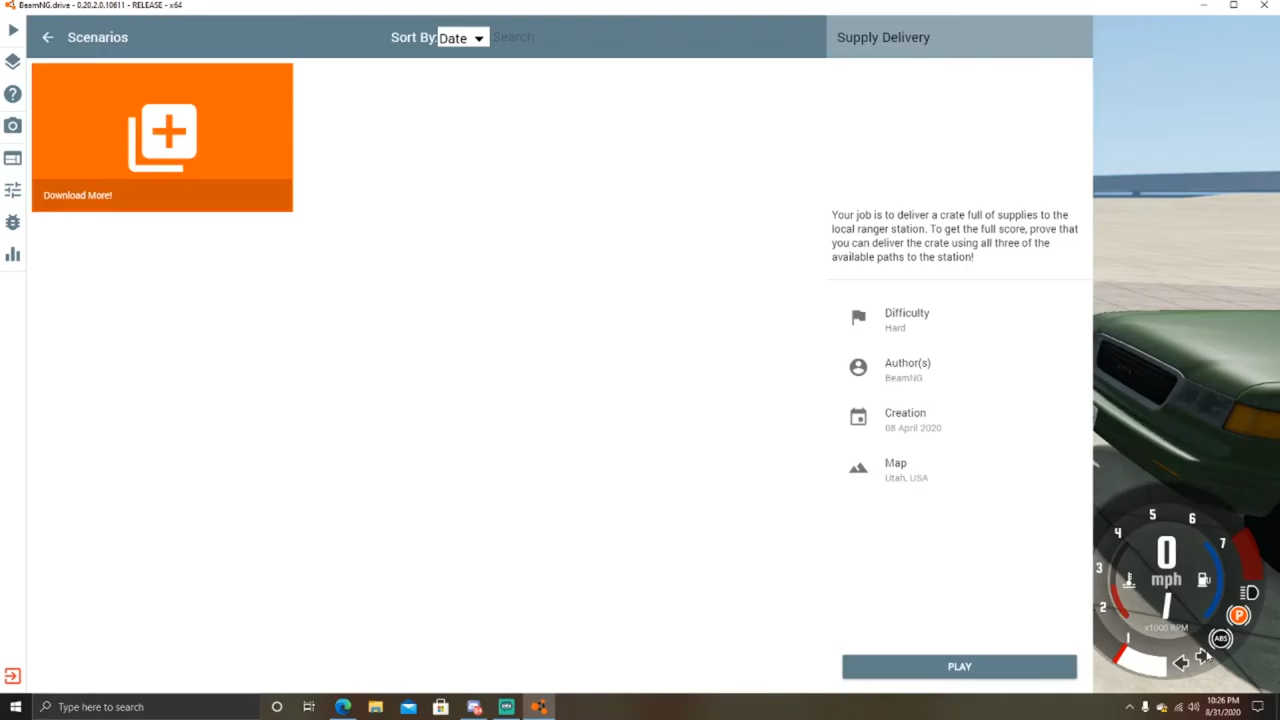 BeamNG.drive - 0.20.2.0.10611 - RELEASE - x64
Scenarios
Sort By: Date
Search
Supply Delivery
Download More!
Your job is to deliver a crate full of supplies to the
local ranger station. To get the full score, prove that
you can deliver the crate using all three of the
available paths to the station!
Difficulty
Hard
Author(s)
BeamNG
Creation
08 April 2020
Map
Utah, USA
PLAY
1
2
3
4
5
6
7
0
mph
x1000 RPM
P
ABS
Type here to search
10:26 PM
8/31/2020